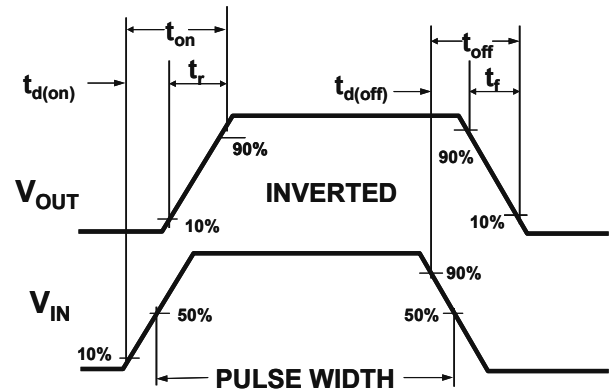 t_on
t_off
t_d(on)
t_r
t_d(off)
t_f
90%
90%
V_OUT
INVERTED
10%
10%
90%
V_IN
50%
50%
10%
PULSE WIDTH